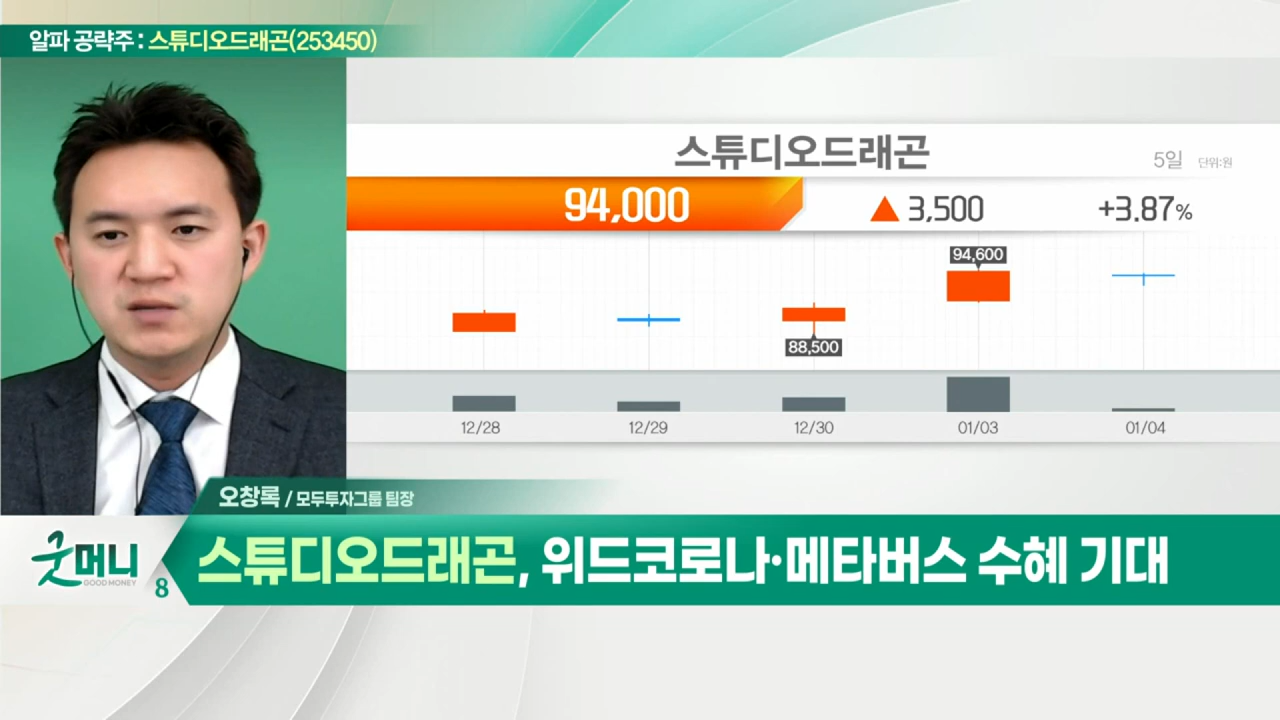 알파 공략주 : 스튜디오드래곤(253450)
스튜디오드래곤
5일 단위:원
94,000 ▲ 3,500 +3.87%
94,600
88,500
12/28 12/29 12/30 01/03 01/04
오창록 / 모두투자그룹 팀장
굿머니
GOOD MONEY
8
스튜디오드래곤, 위드코로나·메타버스 수혜 기대